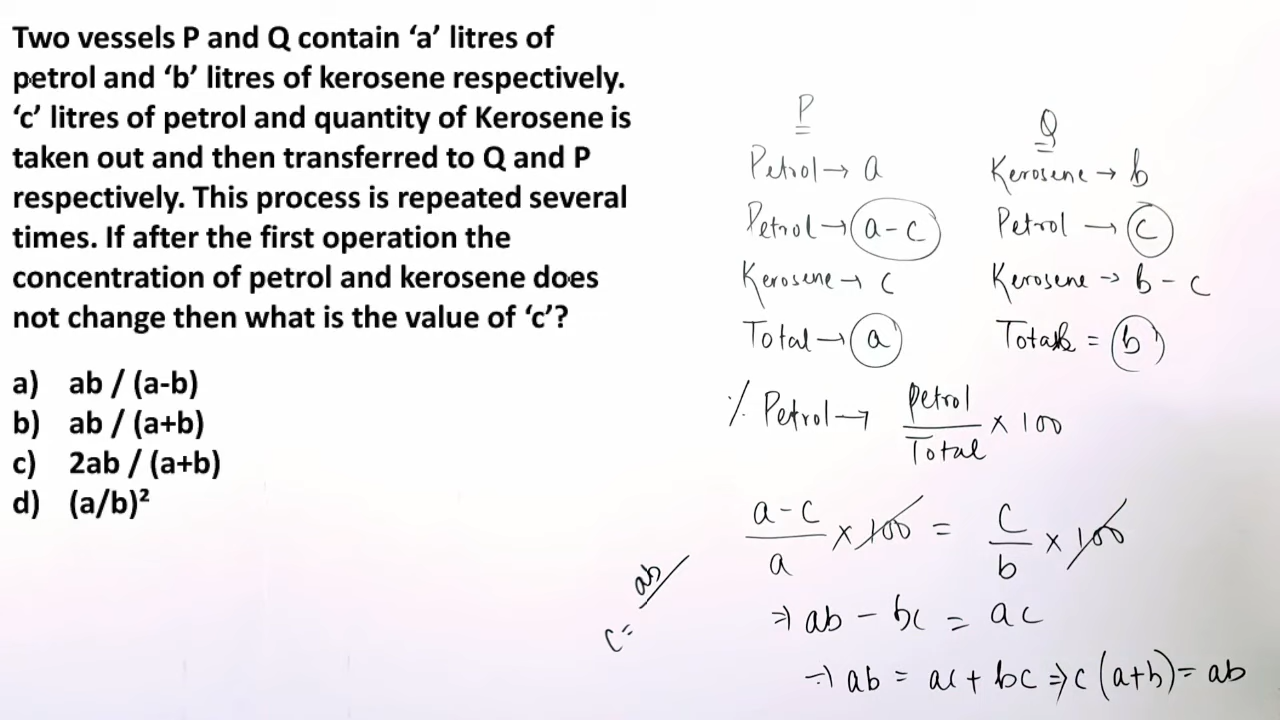 Two vessels P and Q contain ‘a’ litres of
petrol and ‘b’ litres of kerosene respectively.
‘c’ litres of petrol and quantity of Kerosene is
taken out and then transferred to Q and P
respectively. This process is repeated several
times. If after the first operation the
concentration of petrol and kerosene does
not change then what is the value of ‘c’?
a) ab / (a-b)
b) ab / (a+b)
c) 2ab / (a+b)
d) (a/b)²
P
Petrol → a
Petrol → a - c
Kerosene → c
Total → a
Q
Kerosene → b
Petrol → c
Kerosene → b - c
Total = b
% Petrol → petrol / Total × 100
a - c / a × 100 = c / b × 100
⇒ ab - bc = ac
⇒ ab = ac + bc ⇒ c (a+b) = ab
c = ab /